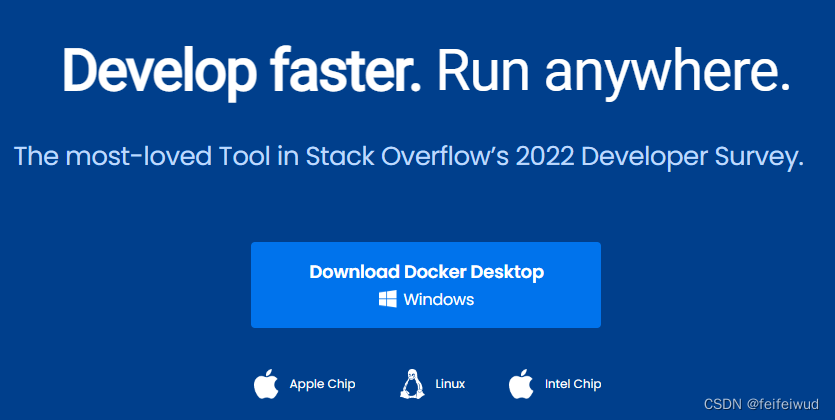 Develop faster. Run anywhere.
The most-loved Tool in Stack Overflow’s 2022 Developer Survey.
Download Docker Desktop
Windows
Apple Chip Linux Intel Chip
CSDN @feifeiwud